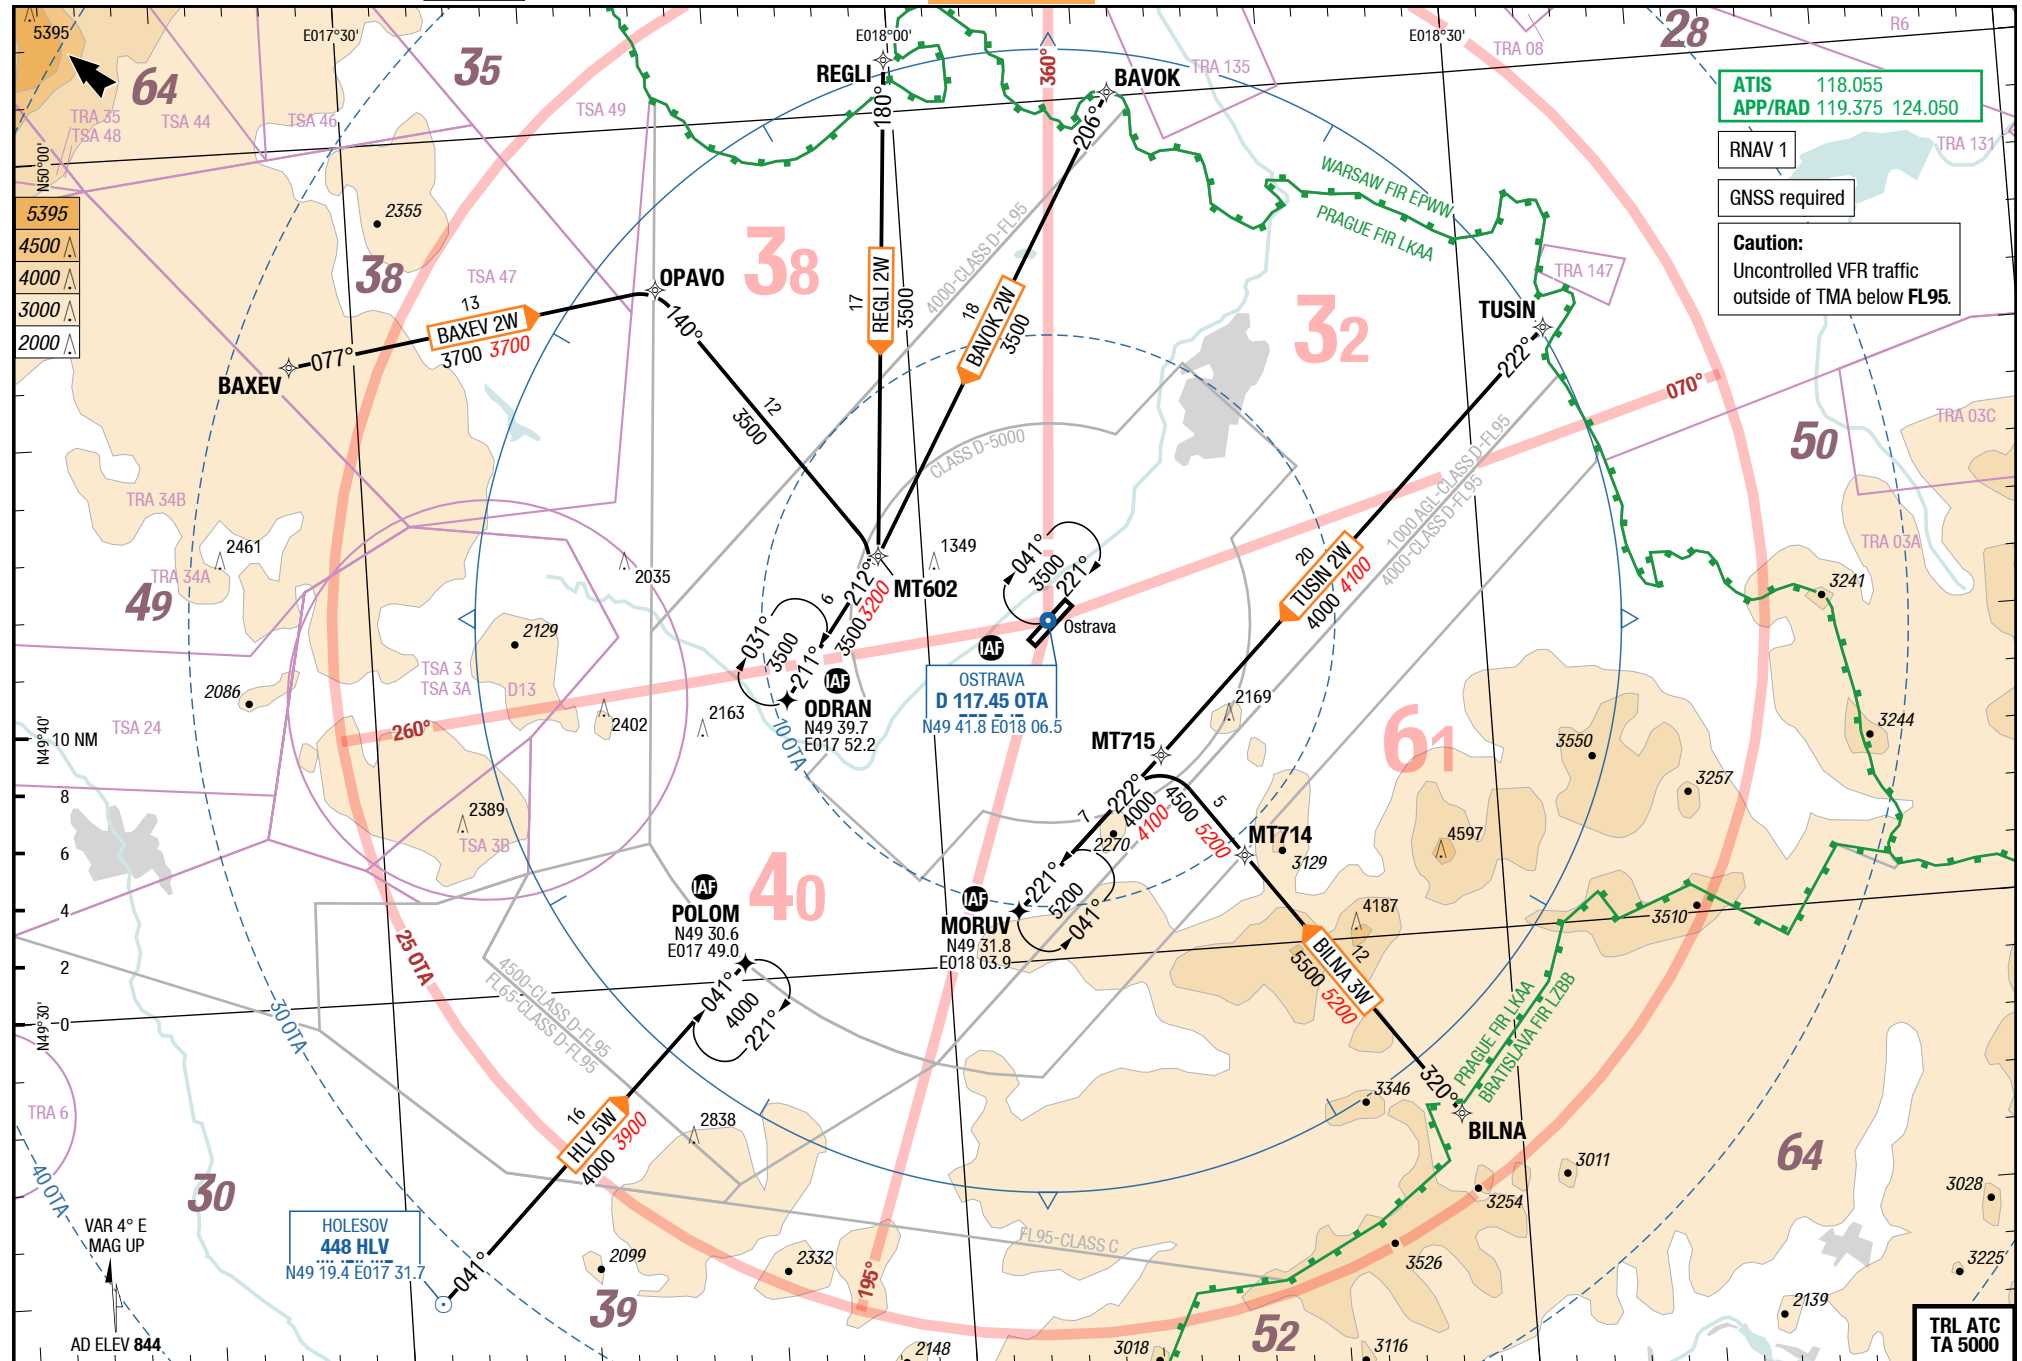 5395
E017°30'
E018°00'
E018°30'
28
R6
64
35
TRA 35
TSA 48
TSA 44
TSA 46
TSA 49
REGLI
180°
360°
BAVOK
206°
TRA 135
TRA 08
ATIS 118.055
APP/RAD 119.375 124.050
RNAV 1
TRA 131
GNSS required
Caution:
Uncontrolled VFR traffic
outside of TMA below FL95.
N50°00'
5395
4500
4000
3000
2000
2355
38
TSA 47
OPAVO
38
4000-CLASS D-FL95
WARSAW FIR EPWW
PRAGUE FIR LKAA
TRA 147
TUSIN
222°
32
13
BAXEV 2W
3700 3700
077°
BAXEV
140°
12
3500
17
REGLI 2W
3500
18
BAVOK 2W
3500
070°
TRA 03C
50
CLASS D-5000
1000 AGL-CLASS D-FL95
4000-CLASS D-FL95
TRA 34B
2461
TRA 34A
49
2035
1349
MT602
212°
6
3500 3200
041°
3500
221°
20
TUSIN 2W
4000 4100
TRA 03A
3241
2129
031°
3500
211°
IAF
ODRAN
N49 39.7
E017 52.2
IAF
Ostrava
OSTRAVA
D 117.45 OTA
N49 41.8 E018 06.5
TSA 3
TSA 3A
D13
2086
260°
2402
2163
10 OTA
TSA 24
N49°40'
10 NM
8
6
4
2
0
2169
MT715
61
3550
3257
3244
2389
TSA 3B
222°
7
4000
4100
2270
4500 5200
5
MT714
3129
4597
40
IAF
POLOM
N49 30.6
E017 49.0
IAF
MORUV
N49 31.8
E018 03.9
221°
5200
041°
4187
3510
25 OTA
4500-CLASS D-FL95
FL65-CLASS D-FL95
30 OTA
N49°30'
041°
4000
221°
12
BILNA 3W
5500 5200
PRAGUE FIR LKAA
BRATISLAVA FIR LZBB
320°
BILNA
3346
TRA 6
16
HLV 5W
4000 3900
2838
40 OTA
30
3011
3254
64
3028
VAR 4° E
MAG UP
HOLESOV
448 HLV
N49 19.4 E017 31.7
041°
FL95-CLASS C
2099
2332
195°
3526
3225
39
52
2139
AD ELEV 844
2148
3018
3116
TRL ATC
TA 5000